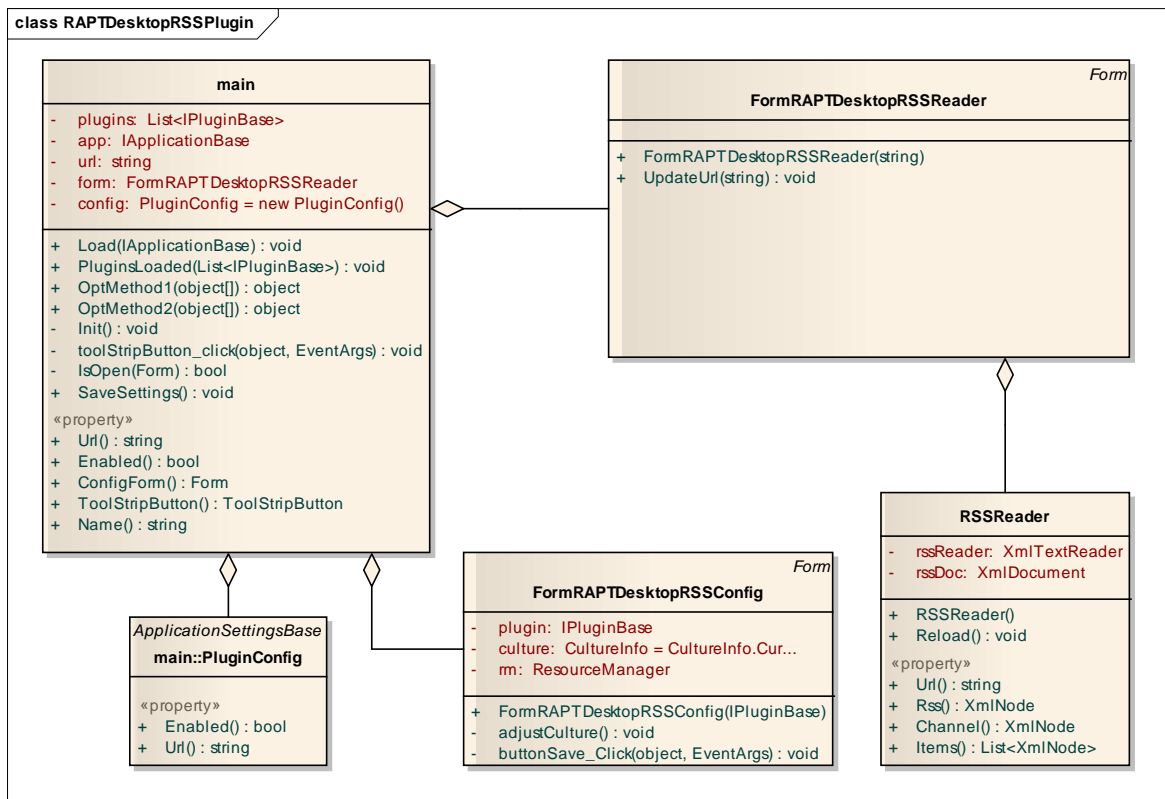 class RAPTDesktopRSSPlugin
main
- plugins: List<IPluginBase>
- app: IApplicationBase
- url: string
- form: FormRAPTDesktopRSSReader
- config: PluginConfig = new PluginConfig()
+ Load(IApplicationBase) : void
+ PluginsLoaded(List<IPluginBase>) : void
+ OptMethod1(object[]) : object
+ OptMethod2(object[]) : object
- Init() : void
- toolStripButton_click(object, EventArgs) : void
- IsOpen(Form) : bool
+ SaveSettings() : void
«property»
+ Url() : string
+ Enabled() : bool
+ ConfigForm() : Form
+ ToolStripButton() : ToolStripButton
+ Name() : string
Form
FormRAPTDesktopRSSReader
+ FormRAPTDesktopRSSReader(string)
+ UpdateUrl(string) : void
ApplicationSettingsBase
main::PluginConfig
«property»
+ Enabled() : bool
+ Url() : string
Form
FormRAPTDesktopRSSConfig
- plugin: IPluginBase
- culture: CultureInfo = CultureInfo.Cur...
- rm: ResourceManager
+ FormRAPTDesktopRSSConfig(IPluginBase)
- adjustCulture() : void
- buttonSave_Click(object, EventArgs) : void
RSSReader
- rssReader: XmlTextReader
- rssDoc: XmlDocument
+ RSSReader()
+ Reload() : void
«property»
+ Url() : string
+ Rss() : XmlNode
+ Channel() : XmlNode
+ Items() : List<XmlNode>